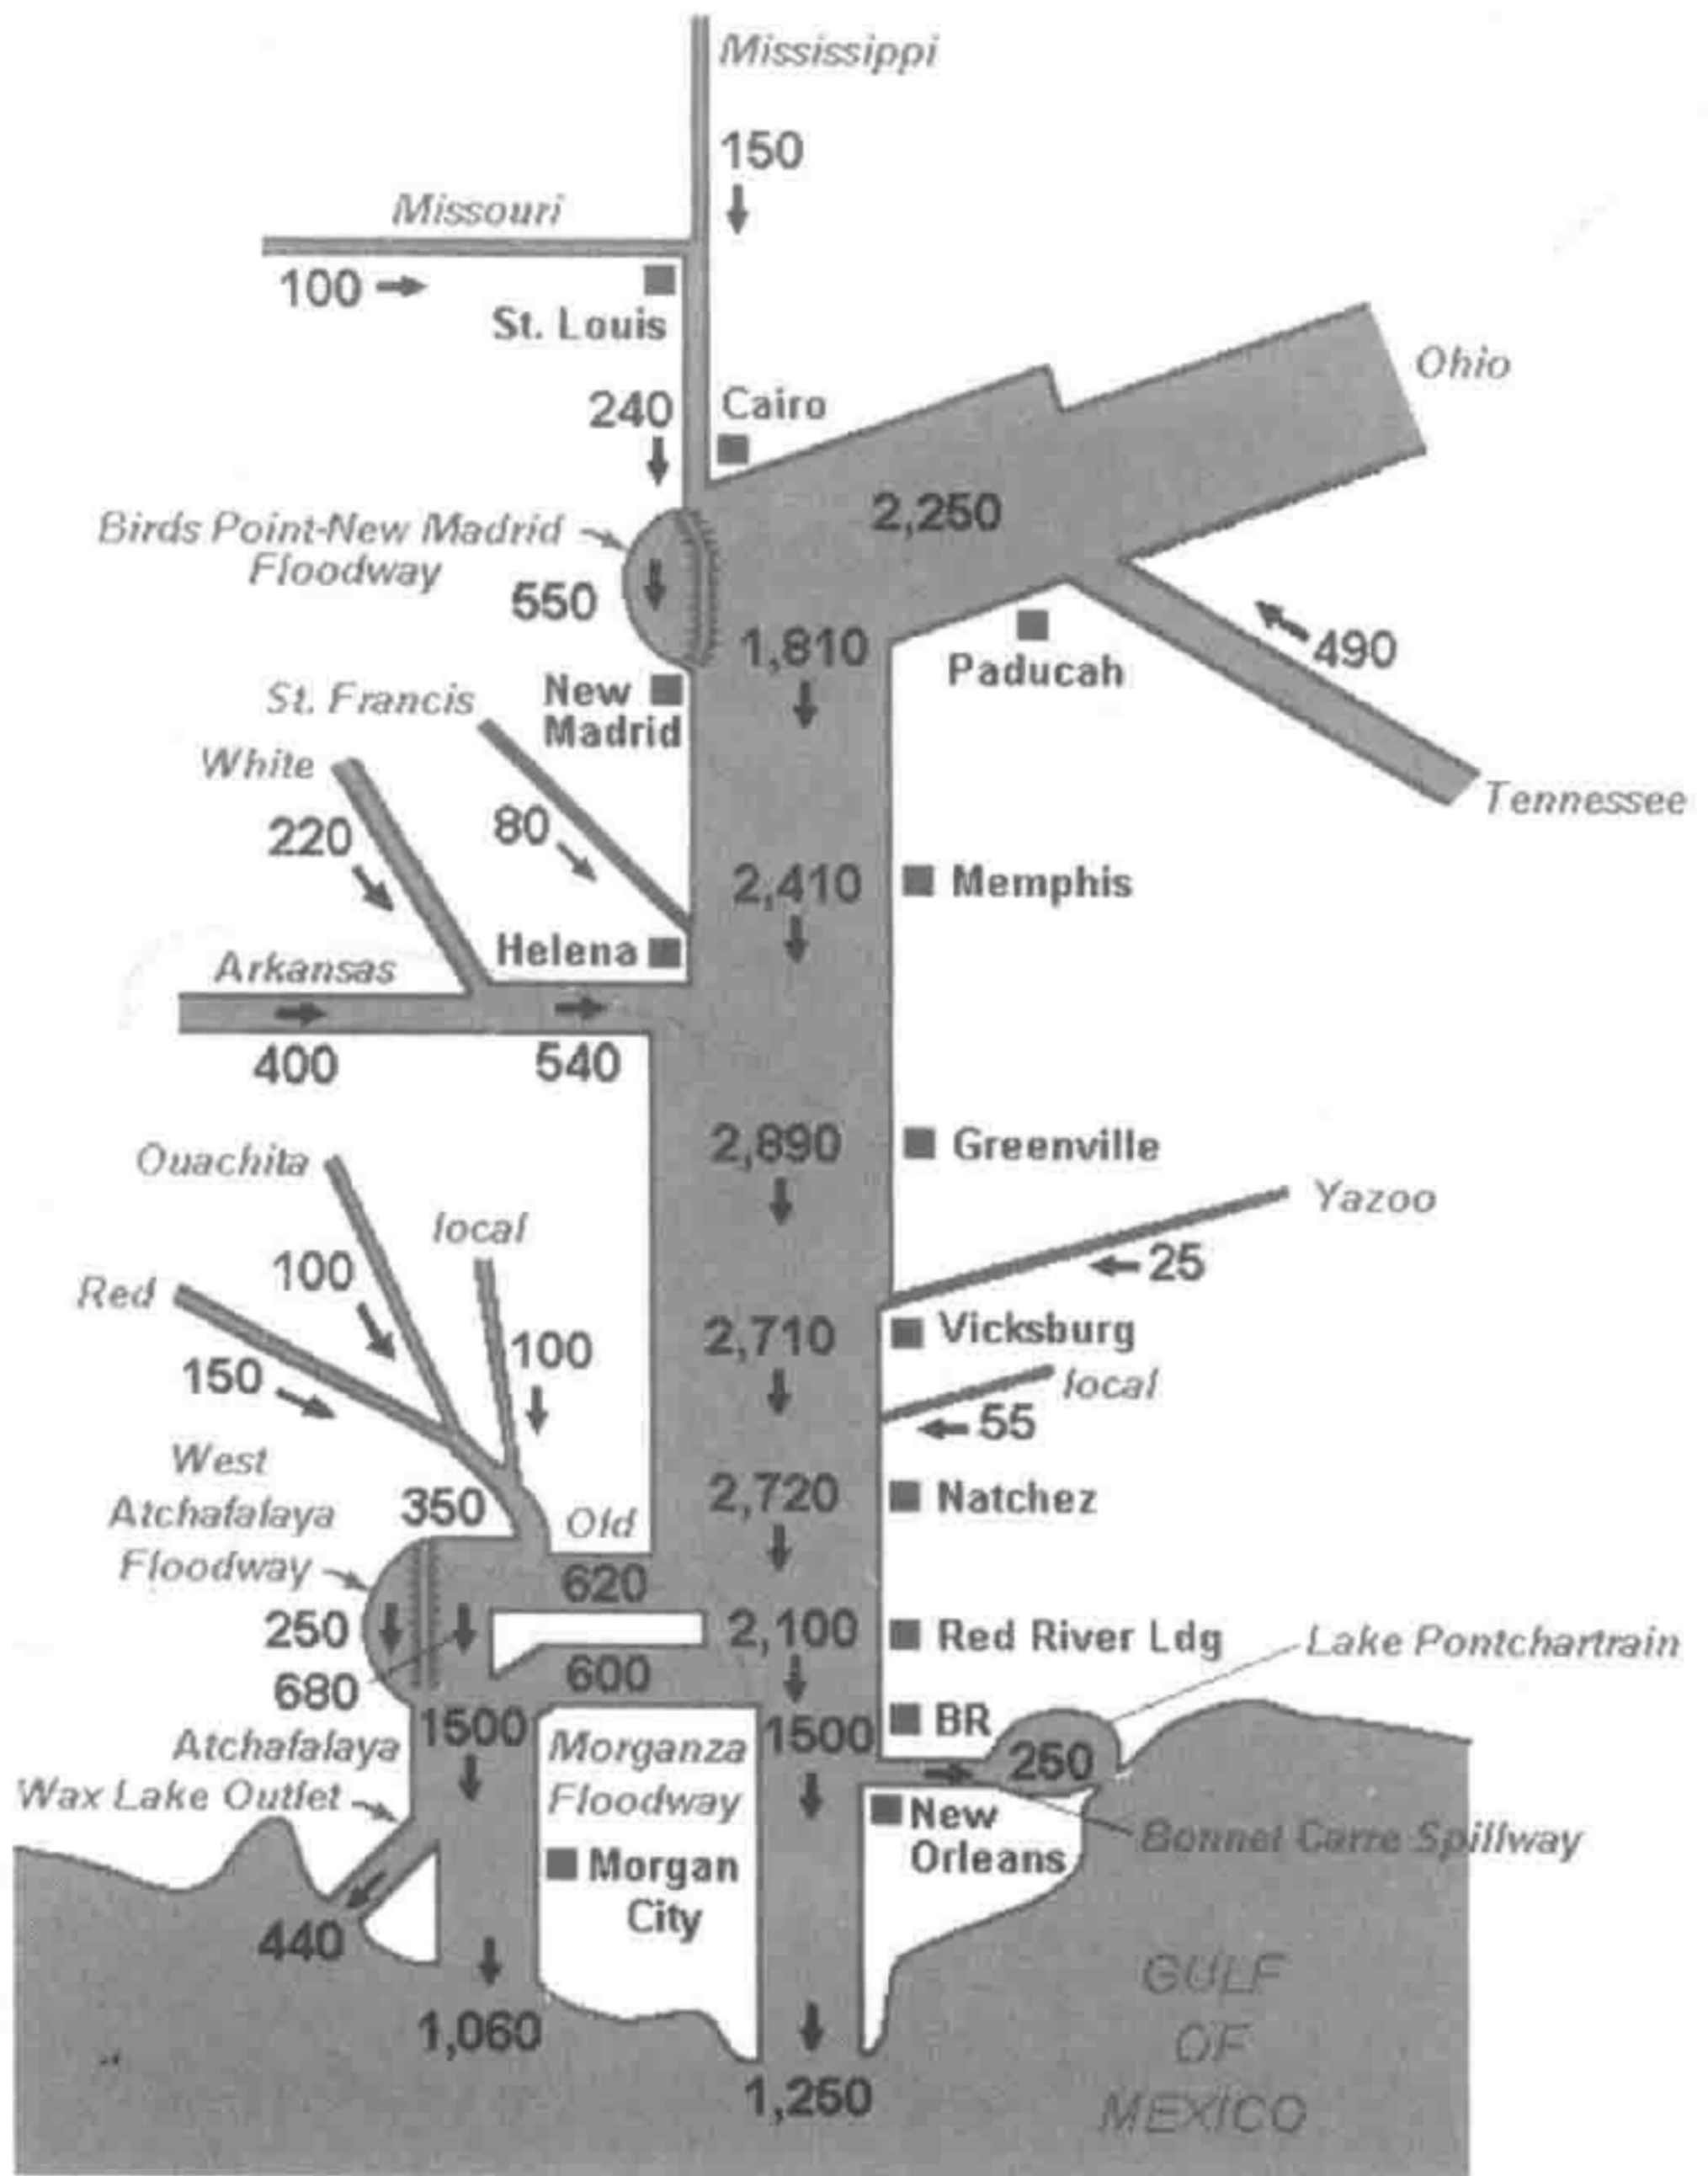 Mississippi
150
Missouri
100
St. Louis
Ohio
240
Cairo
2,250
Birds Point-New Madrid
Floodway
550
1,810
490
Paducah
St. Francis
New
Madrid
White
Tennessee
220
80
2,410
Memphis
Helena
Arkansas
400
540
2,890
Greenville
Ouachita
Yazoo
local
100
25
Red
2,710
Vicksburg
100
150
local
55
West
Atchafalaya
Floodway
350
2,720
Natchez
Old
620
250
2,100
Red River Ldg
Lake Pontchartrain
680
600
1500
1500
BR
Atchafalaya
Morganza
Floodway
250
Wax Lake Outlet
New
Orleans
Bonnet Carre Spillway
Morgan
City
440
GULF
OF
MEXICO
1,060
1,250